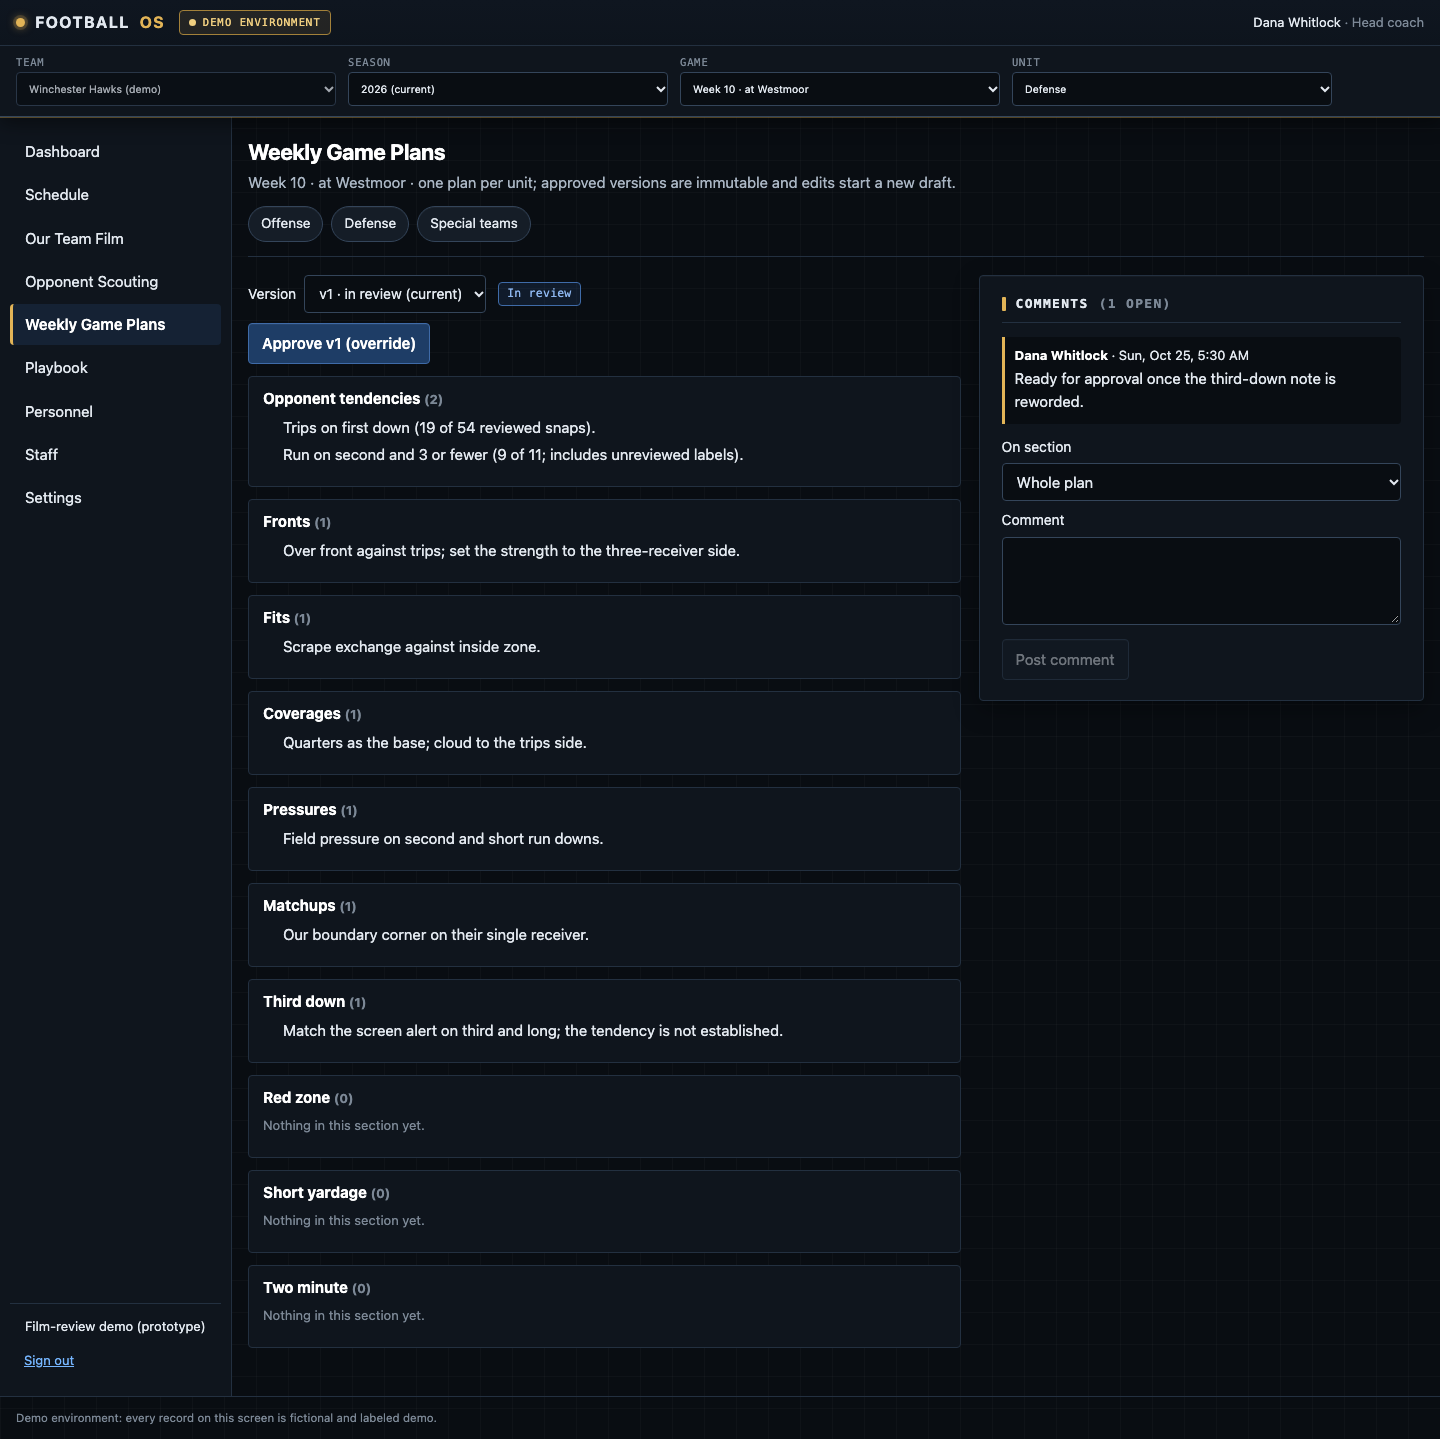 FOOTBALL OS
DEMO ENVIRONMENT
Dana Whitlock · Head coach
TEAM
Winchester Hawks (demo)
SEASON
2026 (current)
GAME
Week 10 · at Westmoor
UNIT
Defense
Dashboard
Schedule
Our Team Film
Opponent Scouting
Weekly Game Plans
Playbook
Personnel
Staff
Settings
Film-review demo (prototype)
Sign out
Weekly Game Plans
Week 10 · at Westmoor · one plan per unit; approved versions are immutable and edits start a new draft.
Offense
Defense
Special teams
Version
v1 · in review (current)
In review
Approve v1 (override)
Opponent tendencies (2)
Trips on first down (19 of 54 reviewed snaps).
Run on second and 3 or fewer (9 of 11; includes unreviewed labels).
Fronts (1)
Over front against trips; set the strength to the three-receiver side.
Fits (1)
Scrape exchange against inside zone.
Coverages (1)
Quarters as the base; cloud to the trips side.
Pressures (1)
Field pressure on second and short run downs.
Matchups (1)
Our boundary corner on their single receiver.
Third down (1)
Match the screen alert on third and long; the tendency is not established.
Red zone (0)
Nothing in this section yet.
Short yardage (0)
Nothing in this section yet.
Two minute (0)
Nothing in this section yet.
COMMENTS (1 OPEN)
Dana Whitlock · Sun, Oct 25, 5:30 AM
Ready for approval once the third-down note is
reworded.
On section
Whole plan
Comment
Post comment
Demo environment: every record on this screen is fictional and labeled demo.